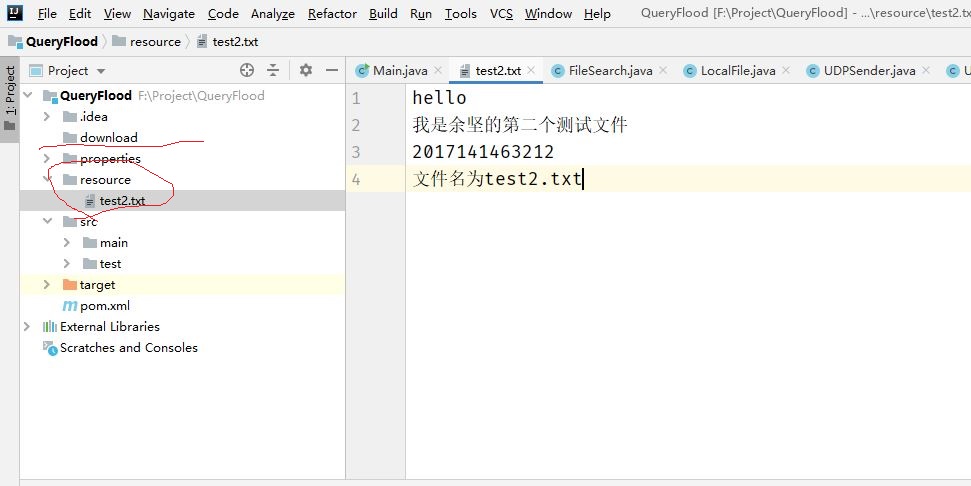 File Edit View Navigate Code Analyze Refactor Build Run Tools VCS Window Help QueryFlood [F:\Project\QueryFlood] - ...\resource\test2.tx
QueryFlood resource test2.txt
1: Project
Project
Main.java test2.txt FileSearch.java LocalFile.java UDPSender.java U
QueryFlood F:\Project\QueryFlood
.idea
download
properties
resource
test2.txt
src
main
test
target
pom.xml
External Libraries
Scratches and Consoles
1 hello
2 我是余坚的第二个测试文件
3 2017141463212
4 文件名为test2.txt